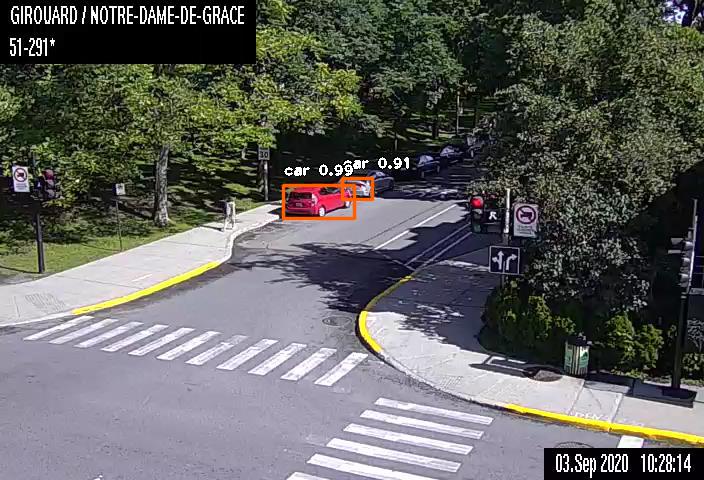 GIROUARD / NOTRE-DAME-DE-GRACE
51-291*
car 0.99
car 0.91
03.Sep 2020 10:28:14